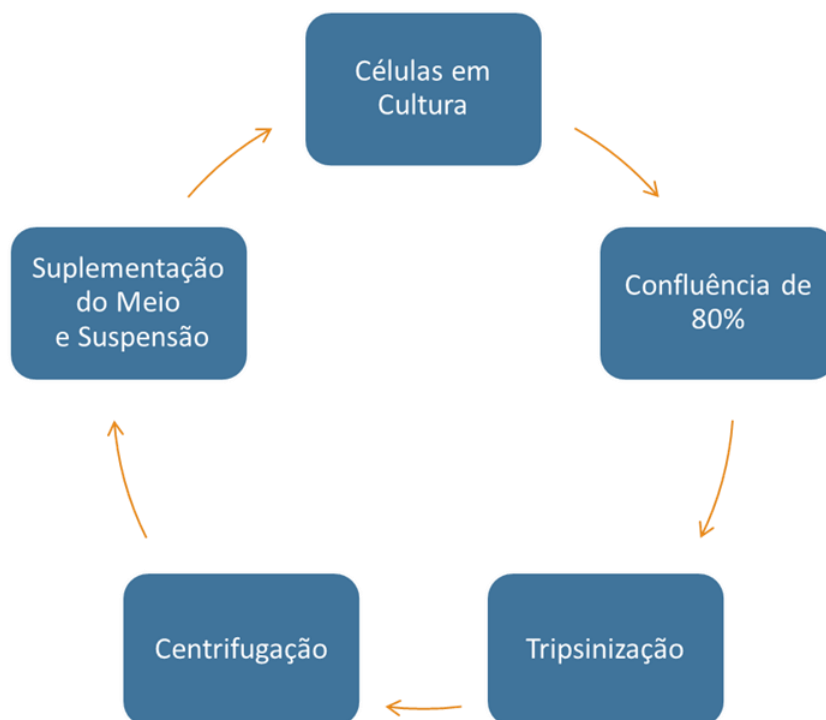 Células em
Cultura
Confluência de
80%
Tripsinização
Centrifugação
Suplementação
do Meio
e Suspensão